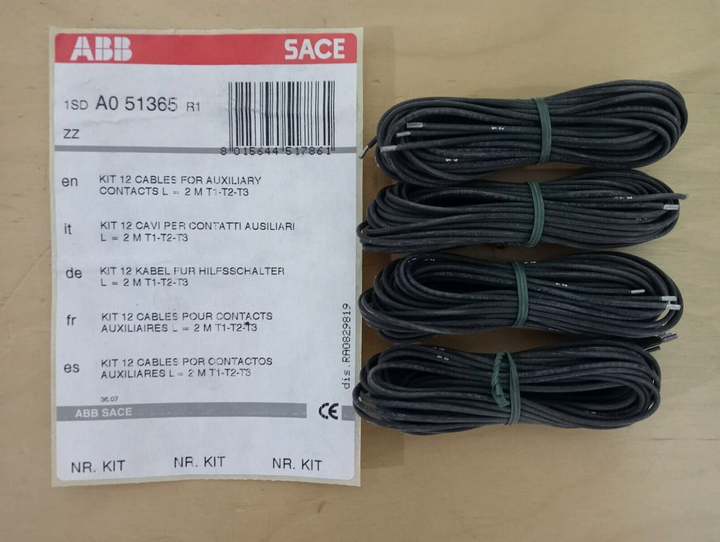 ABB SACE
1SD A0 51365 R1
ZZ
8 015644 517861
en KIT 12 CABLES FOR AUXILIARY
CONTACTS L = 2 M T1-T2-T3
it KIT 12 CAVI PER CONTATTI AUSILIARI
L = 2 M T1-T2-T3
de KIT 12 KABEL FUR HILFSSCHALTER
L = 2 M T1-T2-T3
fr KIT 12 CABLES POUR CONTACTS
AUXILIAIRES L = 2 M T1-T2-T3
es KIT 12 CABLES POR CONTACTOS
AUXILIARES L = 2 M T1-T2-T3
dis.RA0829819
36.07
ABB SACE
CE
NR. KIT NR. KIT NR. KIT